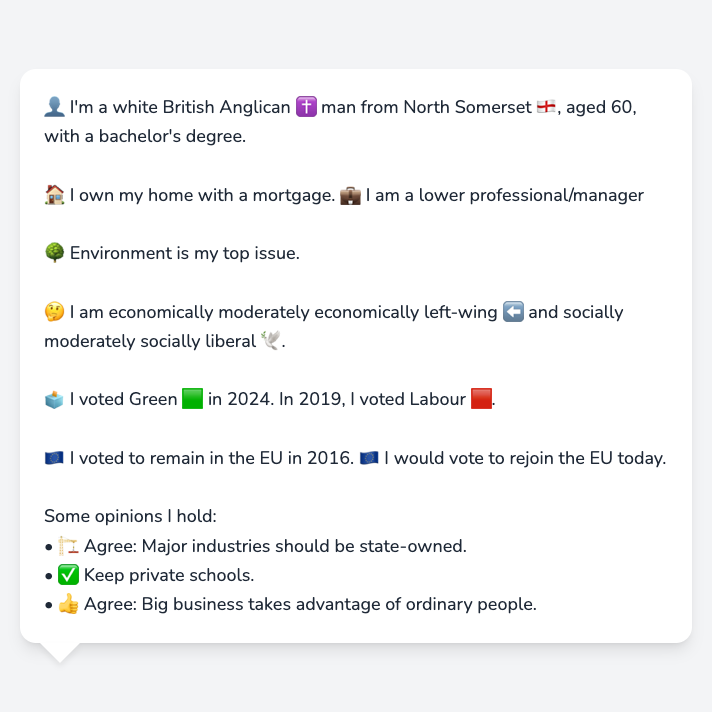 👤 I'm a white British Anglican ✝️ man from North Somerset 🏴󠁧󠁢󠁥󠁮󠁧󠁿, aged 60,
with a bachelor's degree.
🏠 I own my home with a mortgage. 💼 I am a lower professional/manager
🌳 Environment is my top issue.
🤔 I am economically moderately economically left-wing ⬅️ and socially
moderately socially liberal 🕊️.
🗳️ I voted Green 🟩 in 2024. In 2019, I voted Labour 🟥.
🇪🇺 I voted to remain in the EU in 2016. 🇪🇺 I would vote to rejoin the EU today.
Some opinions I hold:
• 🏗️ Agree: Major industries should be state-owned.
• ✅ Keep private schools.
• 👍 Agree: Big business takes advantage of ordinary people.